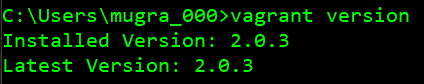 C:\Users\mugra_000>vagrant version
Installed Version: 2.0.3
Latest Version: 2.0.3